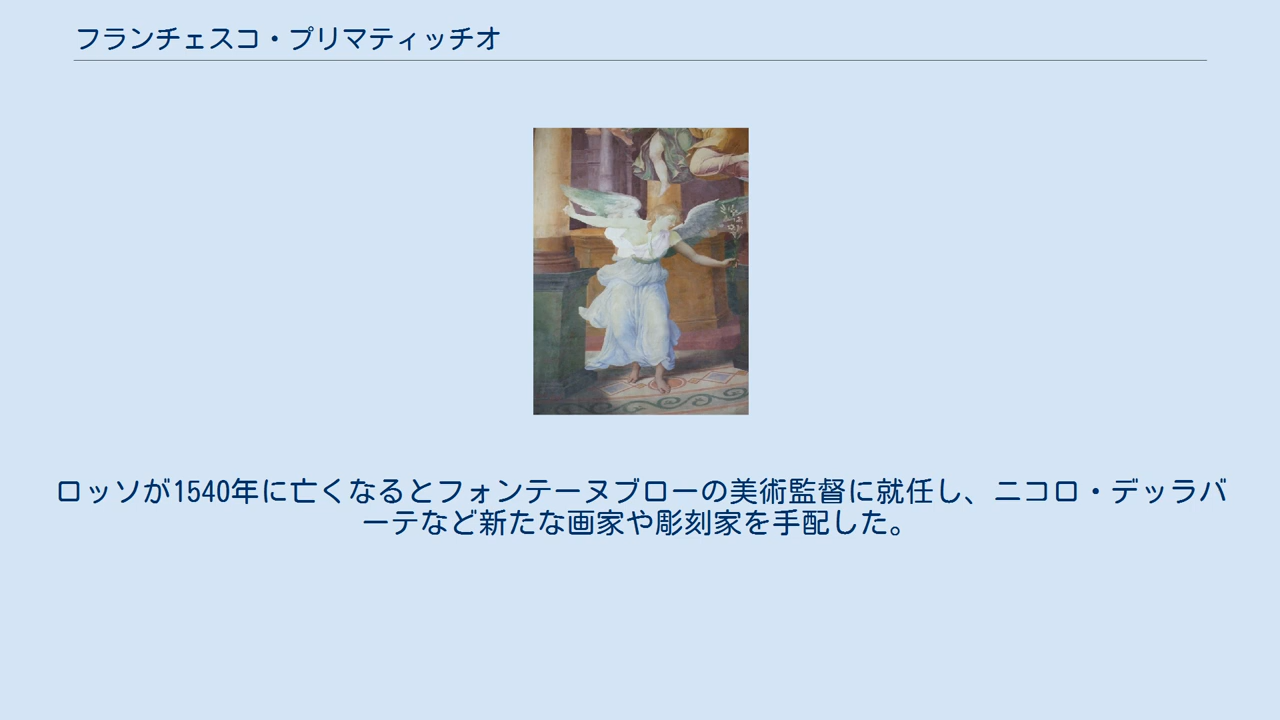 フランチェスコ・プリマティッチオ
ロッソが1540年に亡くなるとフォンテーヌブローの美術監督に就任し、ニコロ・デッラバ
ーテなど新たな画家や彫刻家を手配した。